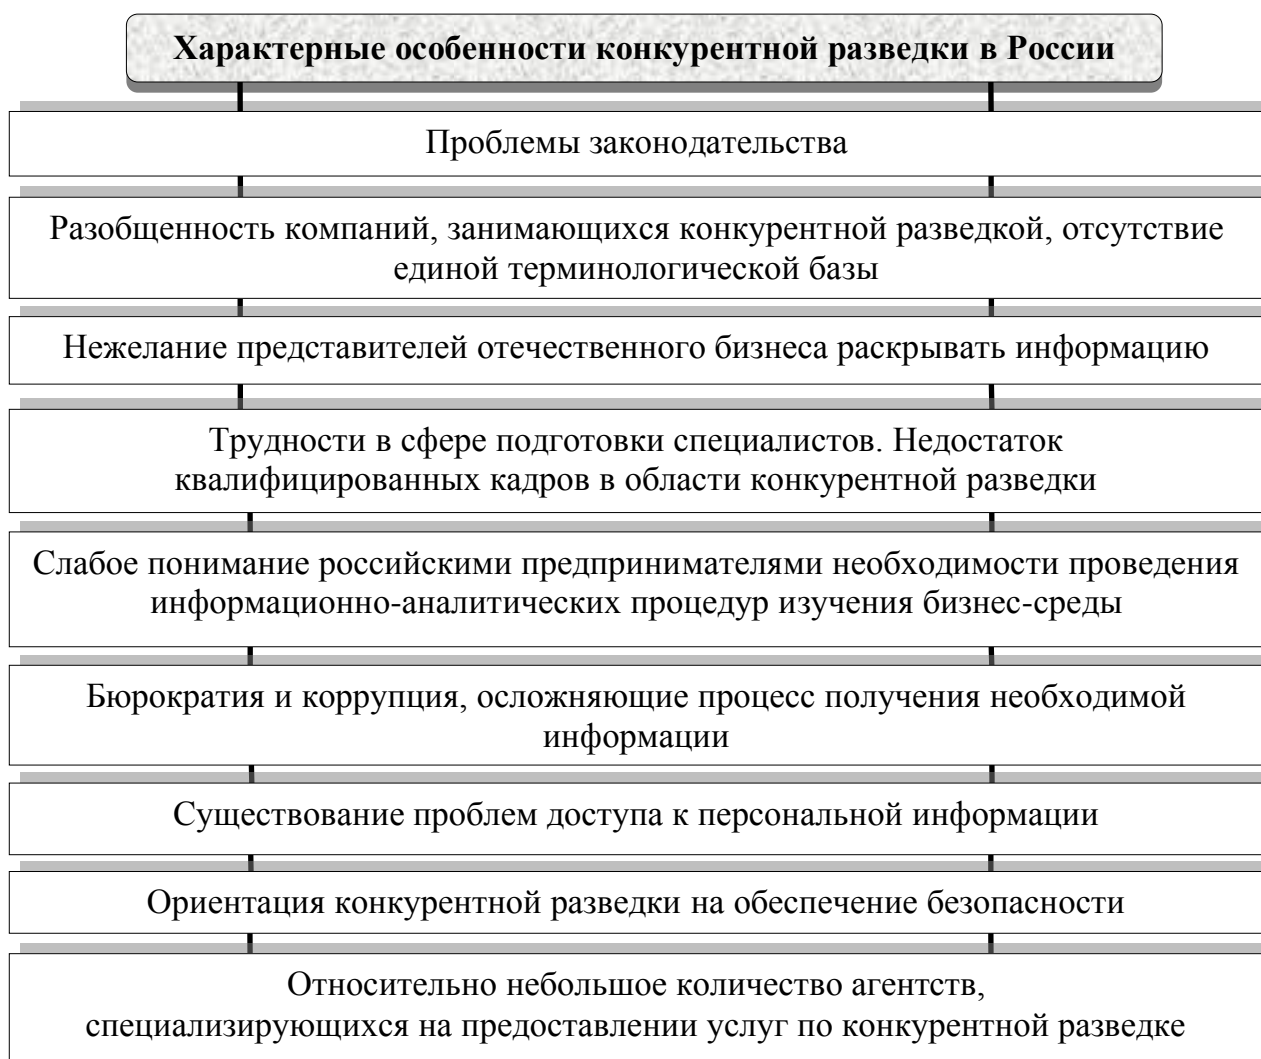 Характерные особенности конкурентной разведки в России
Проблемы законодательства
Разобщенность компаний, занимающихся конкурентной разведкой, отсутствие
единой терминологической базы
Нежелание представителей отечественного бизнеса раскрывать информацию
Трудности в сфере подготовки специалистов. Недостаток
квалифицированных кадров в области конкурентной разведки
Слабое понимание российскими предпринимателями необходимости проведения
информационно-аналитических процедур изучения бизнес-среды
Бюрократия и коррупция, осложняющие процесс получения необходимой
информации
Существование проблем доступа к персональной информации
Ориентация конкурентной разведки на обеспечение безопасности
Относительно небольшое количество агентств,
специализирующихся на предоставлении услуг по конкурентной разведке